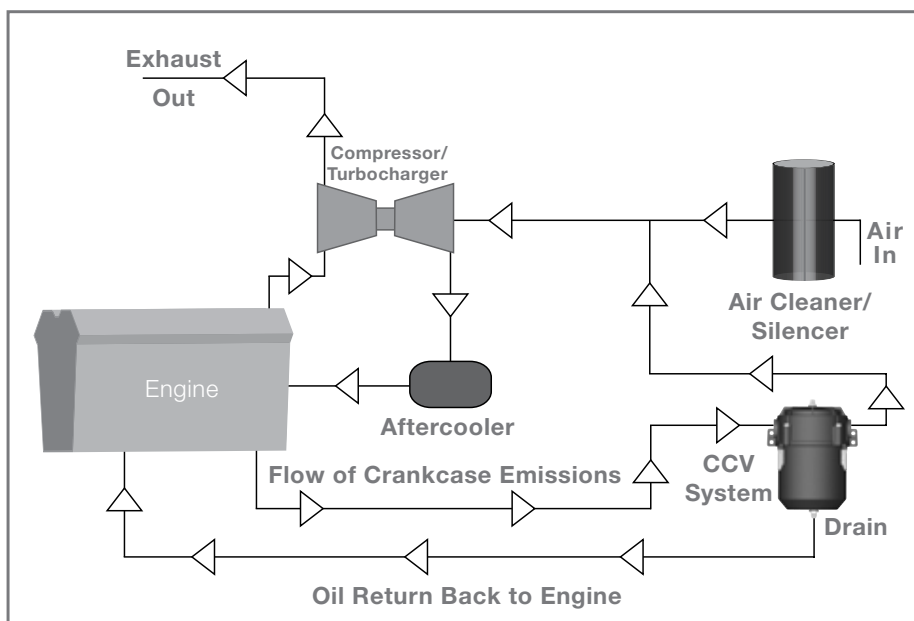 Exhaust
Out
Compressor/
Turbocharger
Air
In
Air Cleaner/
Silencer
Engine
Aftercooler
Flow of Crankcase Emissions
CCV
System
Drain
Oil Return Back to Engine